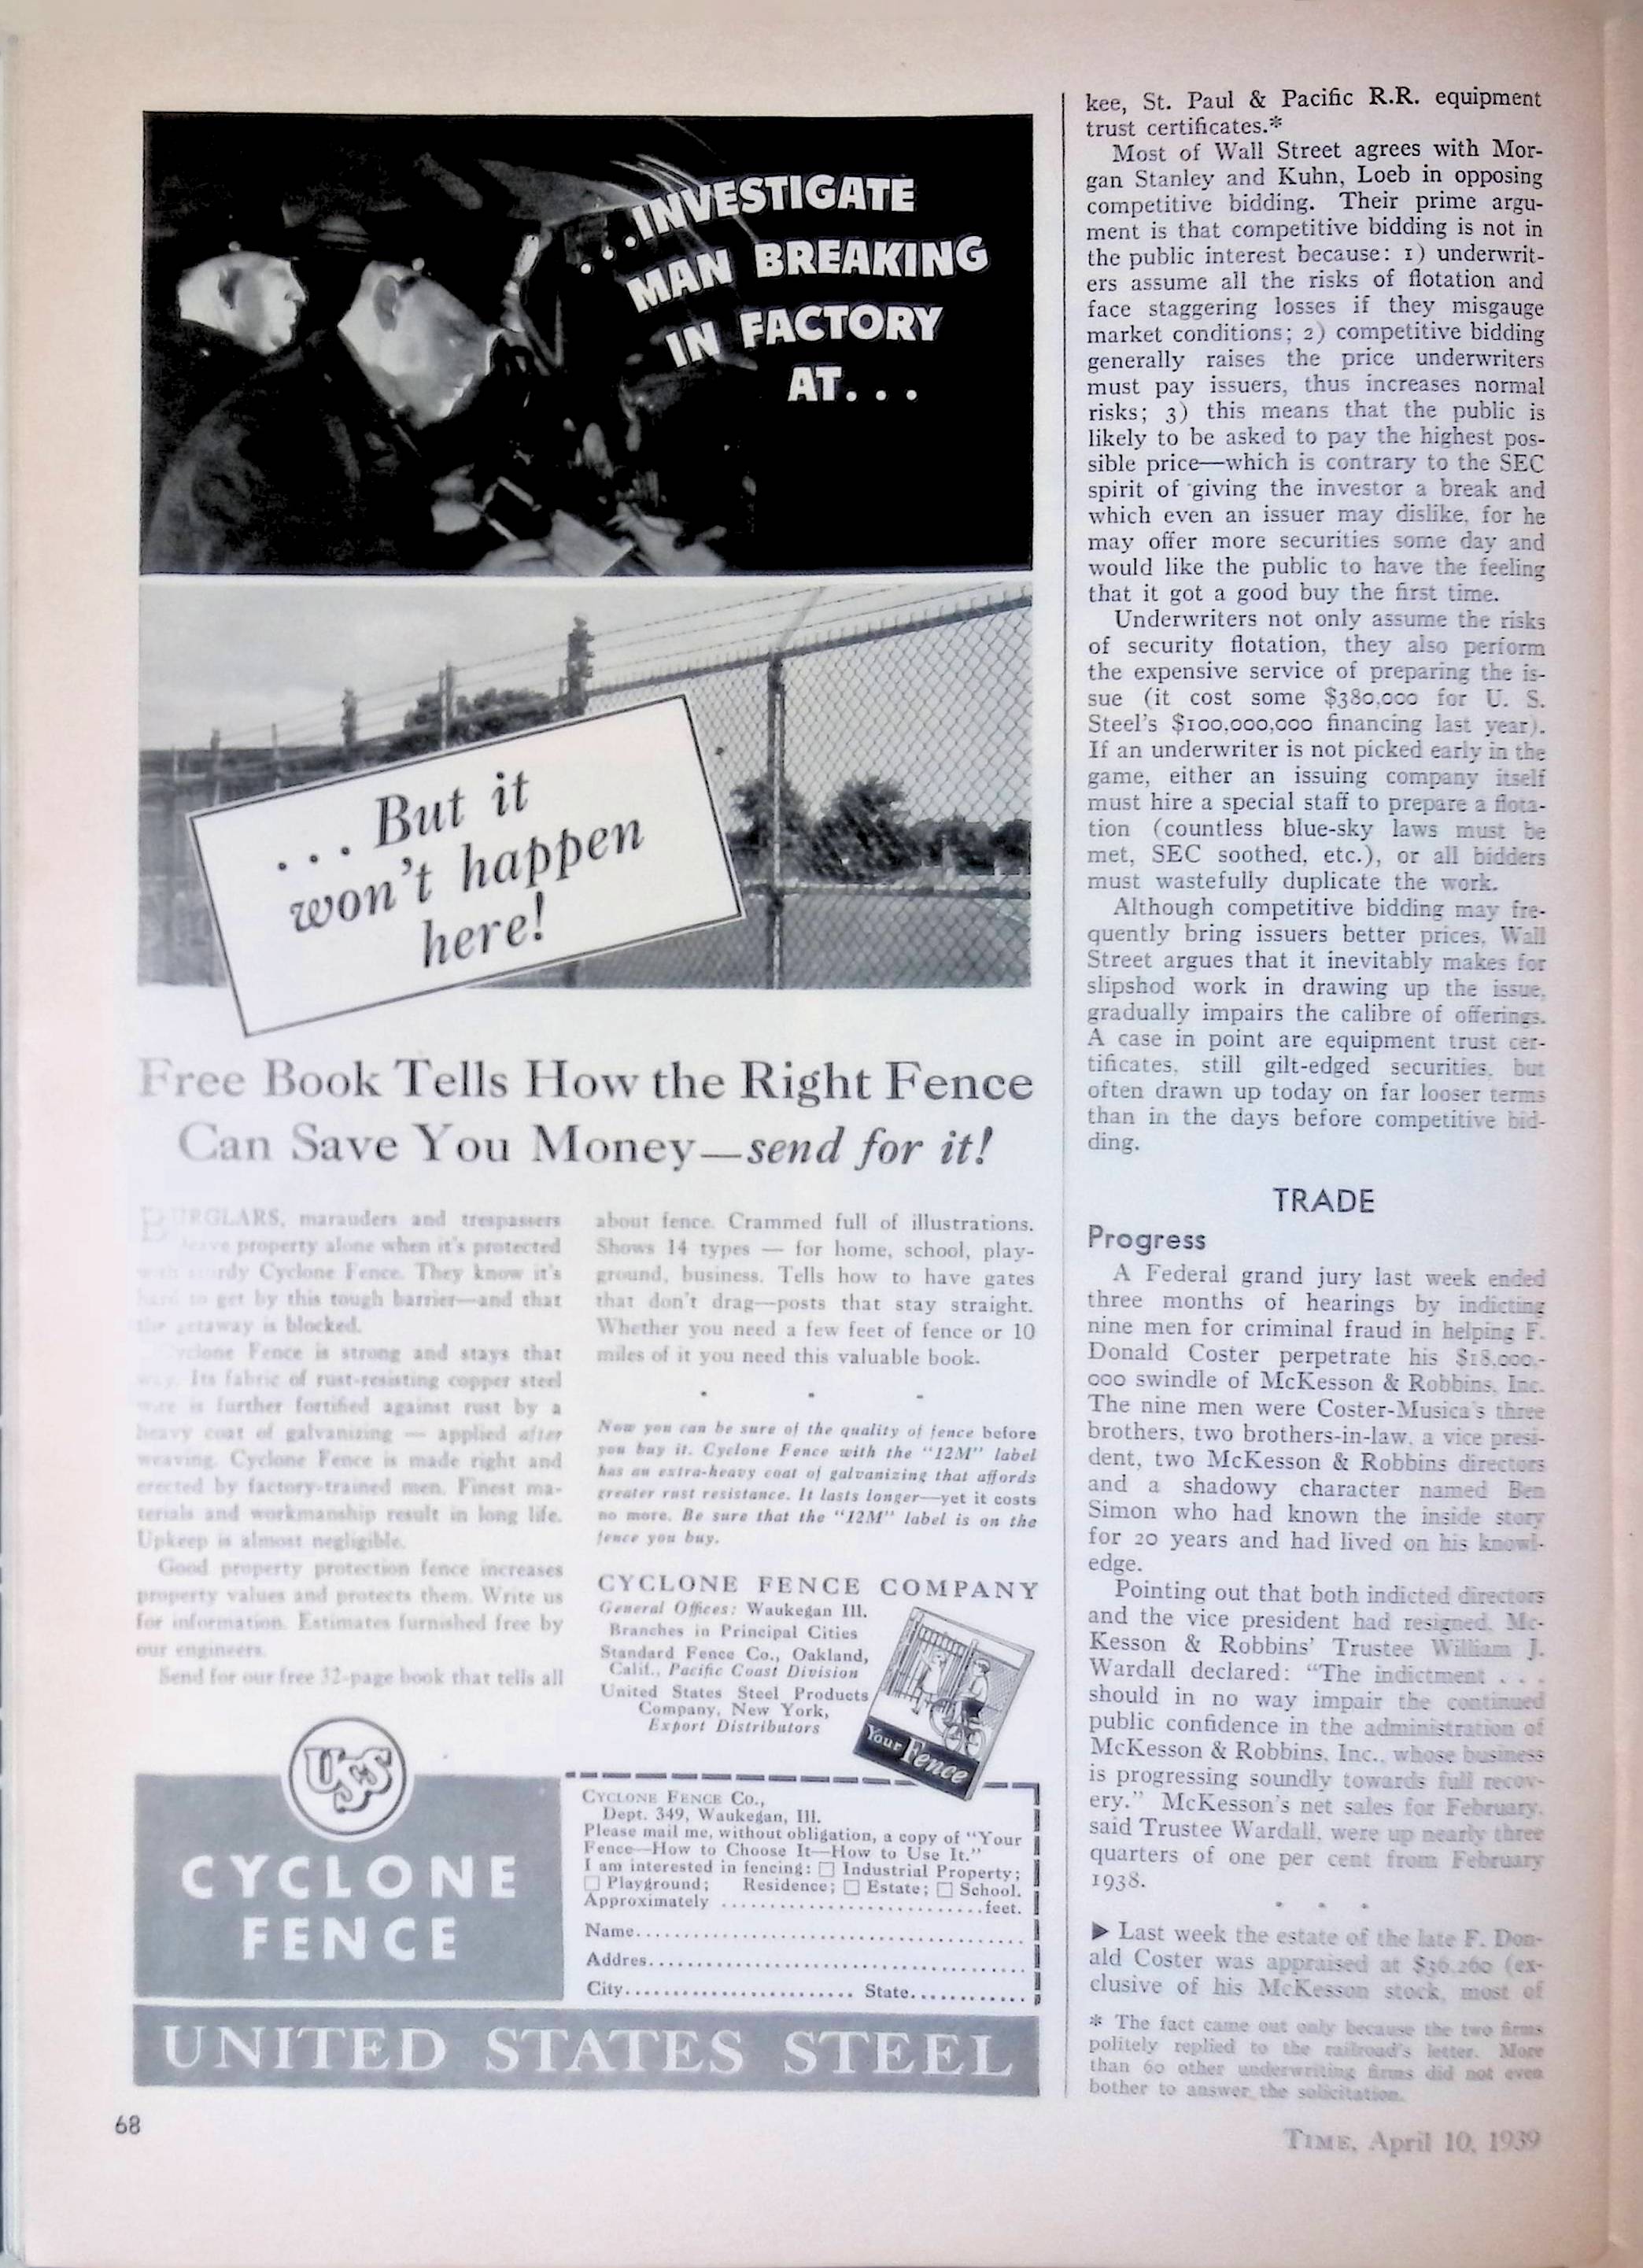 ...INVESTIGATE
MAN BREAKING
IN FACTORY
AT...
...But it
won't happen
here!
Free Book Tells How the Right Fence
Can Save You Money—send for it!
BURGLARS, marauders and trespassers
leave property alone when it's protected
with sturdy Cyclone Fence. They know it's
hard to get by this tough barrier—and that
the getaway is blocked.
Cyclone Fence is strong and stays that
way. Its fabric of rust-resisting copper steel
wire is further fortified against rust by a
heavy coat of galvanizing — applied after
weaving. Cyclone Fence is made right and
erected by factory-trained men. Finest ma-
terials and workmanship result in long life.
Upkeep is almost negligible.
Good property protection fence increases
property values and protects them. Write us
for information. Estimates furnished free by
our engineers.
Send for our free 32-page book that tells all
about fence. Crammed full of illustrations.
Shows 14 types — for home, school, play-
ground, business. Tells how to have gates
that don't drag—posts that stay straight.
Whether you need a few feet of fence or 10
miles of it you need this valuable book.
. . .
Now you can be sure of the quality of fence before
you buy it. Cyclone Fence with the "12M" label
has an extra-heavy coat of galvanizing that affords
greater rust resistance. It lasts longer—yet it costs
no more. Be sure that the "12M" label is on the
fence you buy.
CYCLONE FENCE COMPANY
General Offices: Waukegan Ill.
Branches in Principal Cities
Standard Fence Co., Oakland,
Calif., Pacific Coast Division
United States Steel Products
Company, New York,
Export Distributors
Your Fence
USS
CYCLONE
FENCE
CYCLONE FENCE CO.,
Dept. 349, Waukegan, Ill.
Please mail me, without obligation, a copy of "Your
Fence—How to Choose It—How to Use It."
I am interested in fencing: ☐ Industrial Property;
☐ Playground; Residence; ☐ Estate; ☐ School.
Approximately ..............................feet.
Name..............................................
Addres............................................
City............................ State..............
UNITED STATES STEEL
68
kee, St. Paul & Pacific R.R. equipment
trust certificates.*
Most of Wall Street agrees with Mor-
gan Stanley and Kuhn, Loeb in opposing
competitive bidding. Their prime argu-
ment is that competitive bidding is not in
the public interest because: 1) underwrit-
ers assume all the risks of flotation and
face staggering losses if they misgauge
market conditions; 2) competitive bidding
generally raises the price underwriters
must pay issuers, thus increases normal
risks; 3) this means that the public is
likely to be asked to pay the highest pos-
sible price—which is contrary to the SEC
spirit of giving the investor a break and
which even an issuer may dislike, for he
may offer more securities some day and
would like the public to have the feeling
that it got a good buy the first time.
Underwriters not only assume the risks
of security flotation, they also perform
the expensive service of preparing the is-
sue (it cost some $380,000 for U. S.
Steel's $100,000,000 financing last year).
If an underwriter is not picked early in the
game, either an issuing company itself
must hire a special staff to prepare a flota-
tion (countless blue-sky laws must be
met, SEC soothed, etc.), or all bidders
must wastefully duplicate the work.
Although competitive bidding may fre-
quently bring issuers better prices, Wall
Street argues that it inevitably makes for
slipshod work in drawing up the issue,
gradually impairs the calibre of offerings.
A case in point are equipment trust cer-
tificates, still gilt-edged securities, but
often drawn up today on far looser terms
than in the days before competitive bid-
ding.
TRADE
Progress
A Federal grand jury last week ended
three months of hearings by indicting
nine men for criminal fraud in helping F.
Donald Coster perpetrate his $18,000,-
000 swindle of McKesson & Robbins, Inc.
The nine men were Coster-Musica's three
brothers, two brothers-in-law, a vice presi-
dent, two McKesson & Robbins directors
and a shadowy character named Ben
Simon who had known the inside story
for 20 years and had lived on his knowl-
edge.
Pointing out that both indicted directors
and the vice president had resigned, Mc-
Kesson & Robbins' Trustee William J.
Wardall declared: "The indictment . . .
should in no way impair the continued
public confidence in the administration of
McKesson & Robbins, Inc., whose business
is progressing soundly towards full recov-
ery." McKesson's net sales for February,
said Trustee Wardall, were up nearly three
quarters of one per cent from February
1938.
. . .
▶ Last week the estate of the late F. Don-
ald Coster was appraised at $36,260 (ex-
clusive of his McKesson stock, most of
* The fact came out only because the two firms
politely replied to the railroad's letter. More
than 60 other underwriting firms did not even
bother to answer the solicitation.
TIME, April 10, 1939